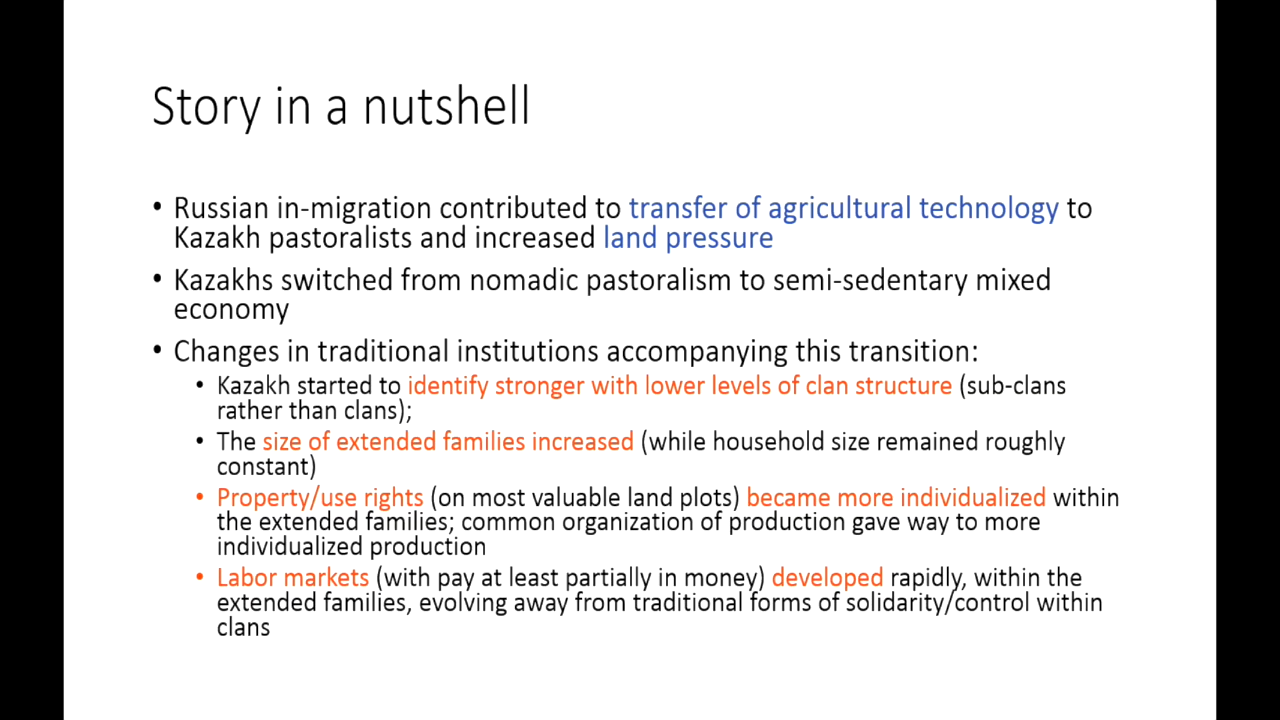 Story in a nutshell
• Russian in-migration contributed to transfer of agricultural technology to
Kazakh pastoralists and increased land pressure
• Kazakhs switched from nomadic pastoralism to semi-sedentary mixed
economy
• Changes in traditional institutions accompanying this transition:
• Kazakh started to identify stronger with lower levels of clan structure (sub-clans
rather than clans);
• The size of extended families increased (while household size remained roughly
constant)
• Property/use rights (on most valuable land plots) became more individualized within
the extended families; common organization of production gave way to more
individualized production
• Labor markets (with pay at least partially in money) developed rapidly, within the
extended families, evolving away from traditional forms of solidarity/control within
clans